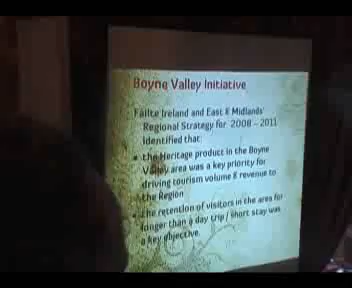 Boyne Valley Initiative
Fáilte Ireland and East & Midlands'
Regional Strategy for 2008 – 2011
identified that:
the Heritage product in the Boyne
Valley area was a key priority for
driving tourism volume & revenue to
the Region
The retention of visitors in the area for
longer than a day trip / short stay was
a key objective.